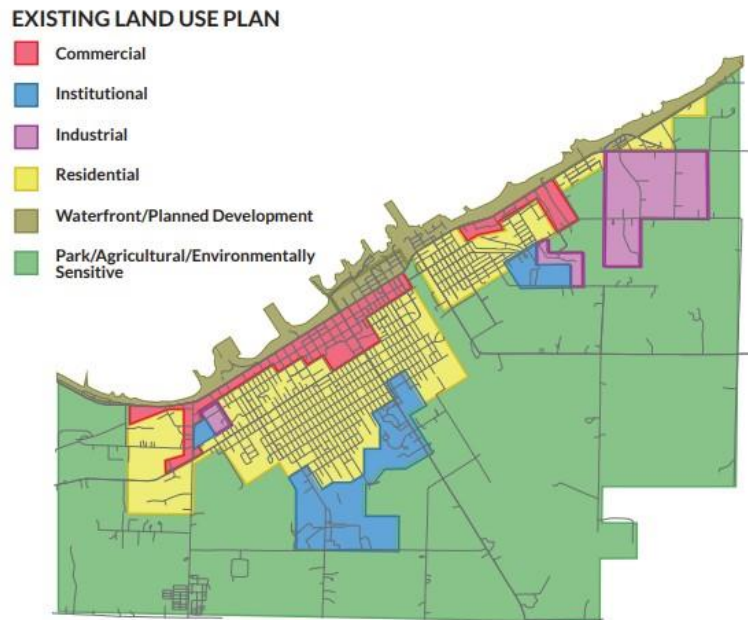 EXISTING LAND USE PLAN
Commercial
Institutional
Industrial
Residential
Waterfront/Planned Development
Park/Agricultural/Environmentally
Sensitive